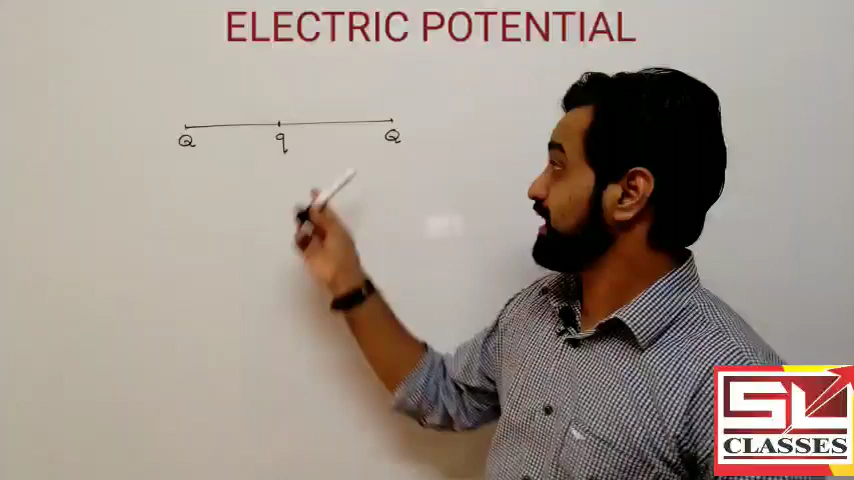 ELECTRIC POTENTIAL
Q q Q
SL
CLASSES